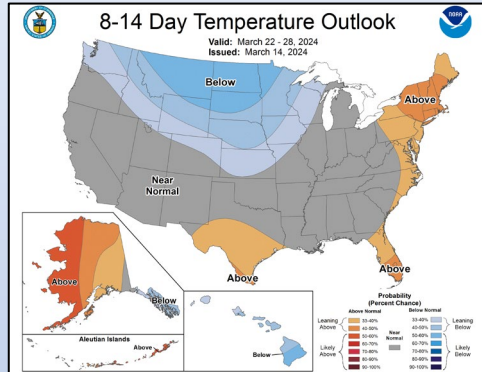 8-14 Day Temperature Outlook
Valid: March 22 - 28, 2024
Issued: March 14, 2024
NOAA
Below
Above
Near
Normal
Above
Above
Above
Below
Aleutian Islands
Above
Below
Probability
(Percent Chance)
Above Normal
Below Normal
Leaning
Above
33-40%
40-50%
Near
Normal
33-40%
40-50%
Leaning
Below
Likely
Above
50-60%
60-70%
70-80%
80-90%
90-100%
50-60%
60-70%
70-80%
80-90%
90-100%
Likely
Below